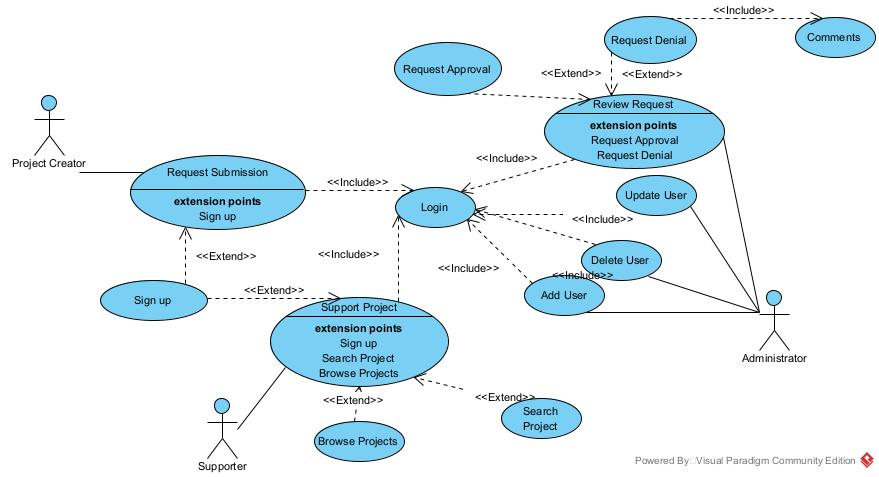 <<Include>>
Comments
Request Denial
Request Approval
<<Extend>>
<<Extend>>
Review Request
extension points
Request Approval
Request Denial
Project Creator
Request Submission
extension points
Sign up
<<Include>>
<<Include>>
Login
Update User
<<Include>>
<<Extend>>
<<Include>>
<<Include>>
Delete User
<<Include>>
Add User
Sign up
<<Extend>>
Support Project
extension points
Sign up
Search Project
Browse Projects
Administrator
<<Extend>>
<<Extend>>
Search
Project
Browse Projects
Supporter
Powered By Visual Paradigm Community Edition